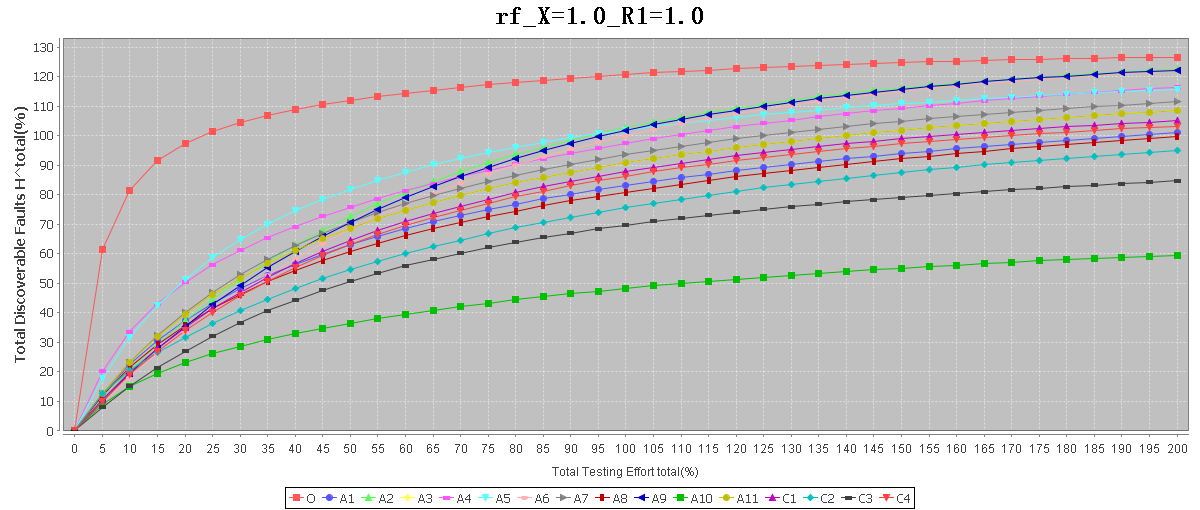 rf_X=1.0_R1=1.0
Total Discoverable Faults H^total(%)
130
120
110
100
90
80
70
60
50
40
30
20
10
0
0 5 10 15 20 25 30 35 40 45 50 55 60 65 70 75 80 85 90 95 100 105 110 115 120 125 130 135 140 145 150 155 160 165 170 175 180 185 190 195 200
Total Testing Effort total(%)
O A1 A2 A3 A4 A5 A6 A7 A8 A9 A10 A11 C1 C2 C3 C4